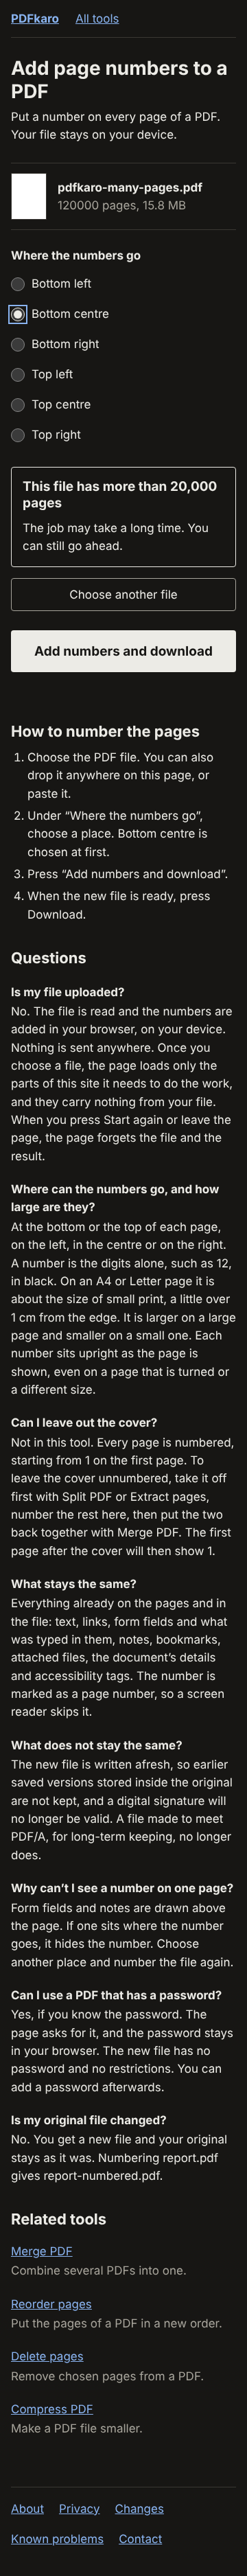 PDFkaro All tools
Add page numbers to a
PDF
Put a number on every page of a PDF.
Your file stays on your device.
pdfkaro-many-pages.pdf
120000 pages, 15.8 MB
Where the numbers go
Bottom left
Bottom centre
Bottom right
Top left
Top centre
Top right
This file has more than 20,000
pages
The job may take a long time. You
can still go ahead.
Choose another file
Add numbers and download
How to number the pages
1. Choose the PDF file. You can also
drop it anywhere on this page, or
paste it.
2. Under “Where the numbers go”,
choose a place. Bottom centre is
chosen at first.
3. Press “Add numbers and download”.
4. When the new file is ready, press
Download.
Questions
Is my file uploaded?
No. The file is read and the numbers are
added in your browser, on your device.
Nothing is sent anywhere. Once you
choose a file, the page loads only the
parts of this site it needs to do the work,
and they carry nothing from your file.
When you press Start again or leave the
page, the page forgets the file and the
result.
Where can the numbers go, and how
large are they?
At the bottom or the top of each page,
on the left, in the centre or on the right.
A number is the digits alone, such as 12,
in black. On an A4 or Letter page it is
about the size of small print, a little over
1 cm from the edge. It is larger on a large
page and smaller on a small one. Each
number sits upright as the page is
shown, even on a page that is turned or
a different size.
Can I leave out the cover?
Not in this tool. Every page is numbered,
starting from 1 on the first page. To
leave the cover unnumbered, take it off
first with Split PDF or Extract pages,
number the rest here, then put the two
back together with Merge PDF. The first
page after the cover will then show 1.
What stays the same?
Everything already on the pages and in
the file: text, links, form fields and what
was typed in them, notes, bookmarks,
attached files, the document’s details
and accessibility tags. The number is
marked as a page number, so a screen
reader skips it.
What does not stay the same?
The new file is written afresh, so earlier
saved versions stored inside the original
are not kept, and a digital signature will
no longer be valid. A file made to meet
PDF/A, for long-term keeping, no longer
does.
Why can’t I see a number on one page?
Form fields and notes are drawn above
the page. If one sits where the number
goes, it hides the number. Choose
another place and number the file again.
Can I use a PDF that has a password?
Yes, if you know the password. The
page asks for it, and the password stays
in your browser. The new file has no
password and no restrictions. You can
add a password afterwards.
Is my original file changed?
No. You get a new file and your original
stays as it was. Numbering report.pdf
gives report-numbered.pdf.
Related tools
Merge PDF
Combine several PDFs into one.
Reorder pages
Put the pages of a PDF in a new order.
Delete pages
Remove chosen pages from a PDF.
Compress PDF
Make a PDF file smaller.
About Privacy Changes
Known problems Contact